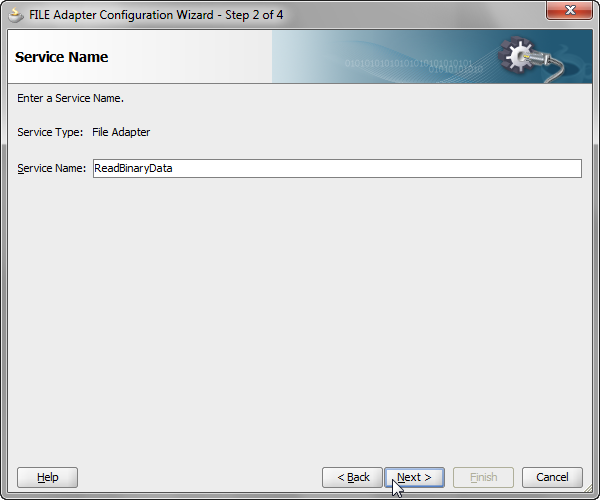 FILE Adapter Configuration Wizard - Step 2 of 4
Service Name
Enter a Service Name.
Service Type: File Adapter
Service Name: ReadBinaryData
Help < Back Next > Finish Cancel